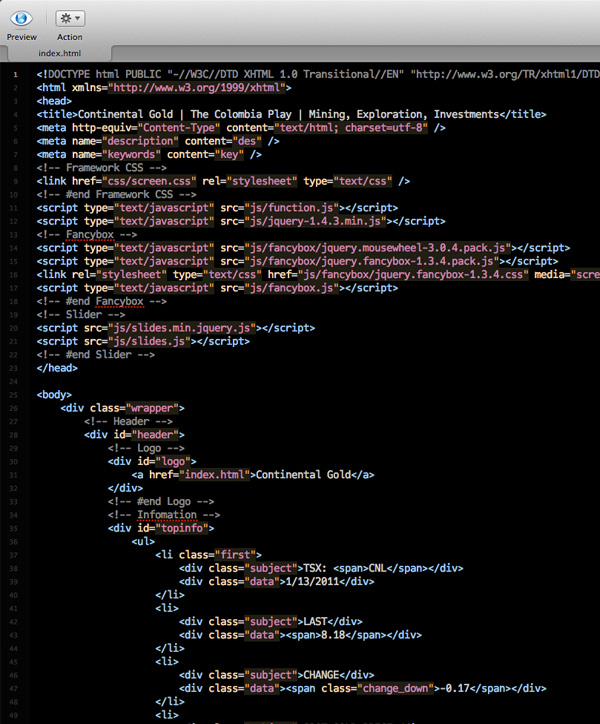 Preview Action
index.html
1 <!DOCTYPE html PUBLIC "-//W3C//DTD XHTML 1.0 Transitional//EN" "http://www.w3.org/TR/xhtml1/DTD
2 <html xmlns="http://www.w3.org/1999/xhtml">
3 <head>
4 <title>Continental Gold | The Colombia Play | Mining, Exploration, Investments</title>
5 <meta http-equiv="Content-Type" content="text/html; charset=utf-8" />
6 <meta name="description" content="des" />
7 <meta name="keywords" content="key" />
8 <!-- Framework CSS -->
9 <link href="css/screen.css" rel="stylesheet" type="text/css" />
10 <!-- #end Framework CSS -->
11 <script type="text/javascript" src="js/function.js"></script>
12 <script type="text/javascript" src="js/jquery-1.4.3.min.js"></script>
13 <!-- Fancybox -->
14 <script type="text/javascript" src="js/fancybox/jquery.mousewheel-3.0.4.pack.js"></script>
15 <script type="text/javascript" src="js/fancybox/jquery.fancybox-1.3.4.pack.js"></script>
16 <link rel="stylesheet" type="text/css" href="js/fancybox/jquery.fancybox-1.3.4.css" media="scre
17 <script type="text/javascript" src="js/fancybox.js"></script>
18 <!-- #end Fancybox -->
19 <!-- Slider -->
20 <script src="js/slides.min.jquery.js"></script>
21 <script src="js/slides.js"></script>
22 <!-- #end Slider -->
23 </head>
24
25 <body>
26 <div class="wrapper">
27 <!-- Header -->
28 <div id="header">
29 <!-- Logo -->
30 <div id="logo">
31 <a href="index.html">Continental Gold</a>
32 </div>
33 <!-- #end Logo -->
34 <!-- Infomation -->
35 <div id="topinfo">
36 <ul>
37 <li class="first">
38 <div class="subject">TSX: <span>CNL</span></div>
39 <div class="data">1/13/2011</div>
40 </li>
41 <li>
42 <div class="subject">LAST</div>
43 <div class="data"><span>8.18</span></div>
44 </li>
45 <li>
46 <div class="subject">CHANGE</div>
47 <div class="data"><span class="change_down">-0.17</span></div>
48 </li>
49 <li>